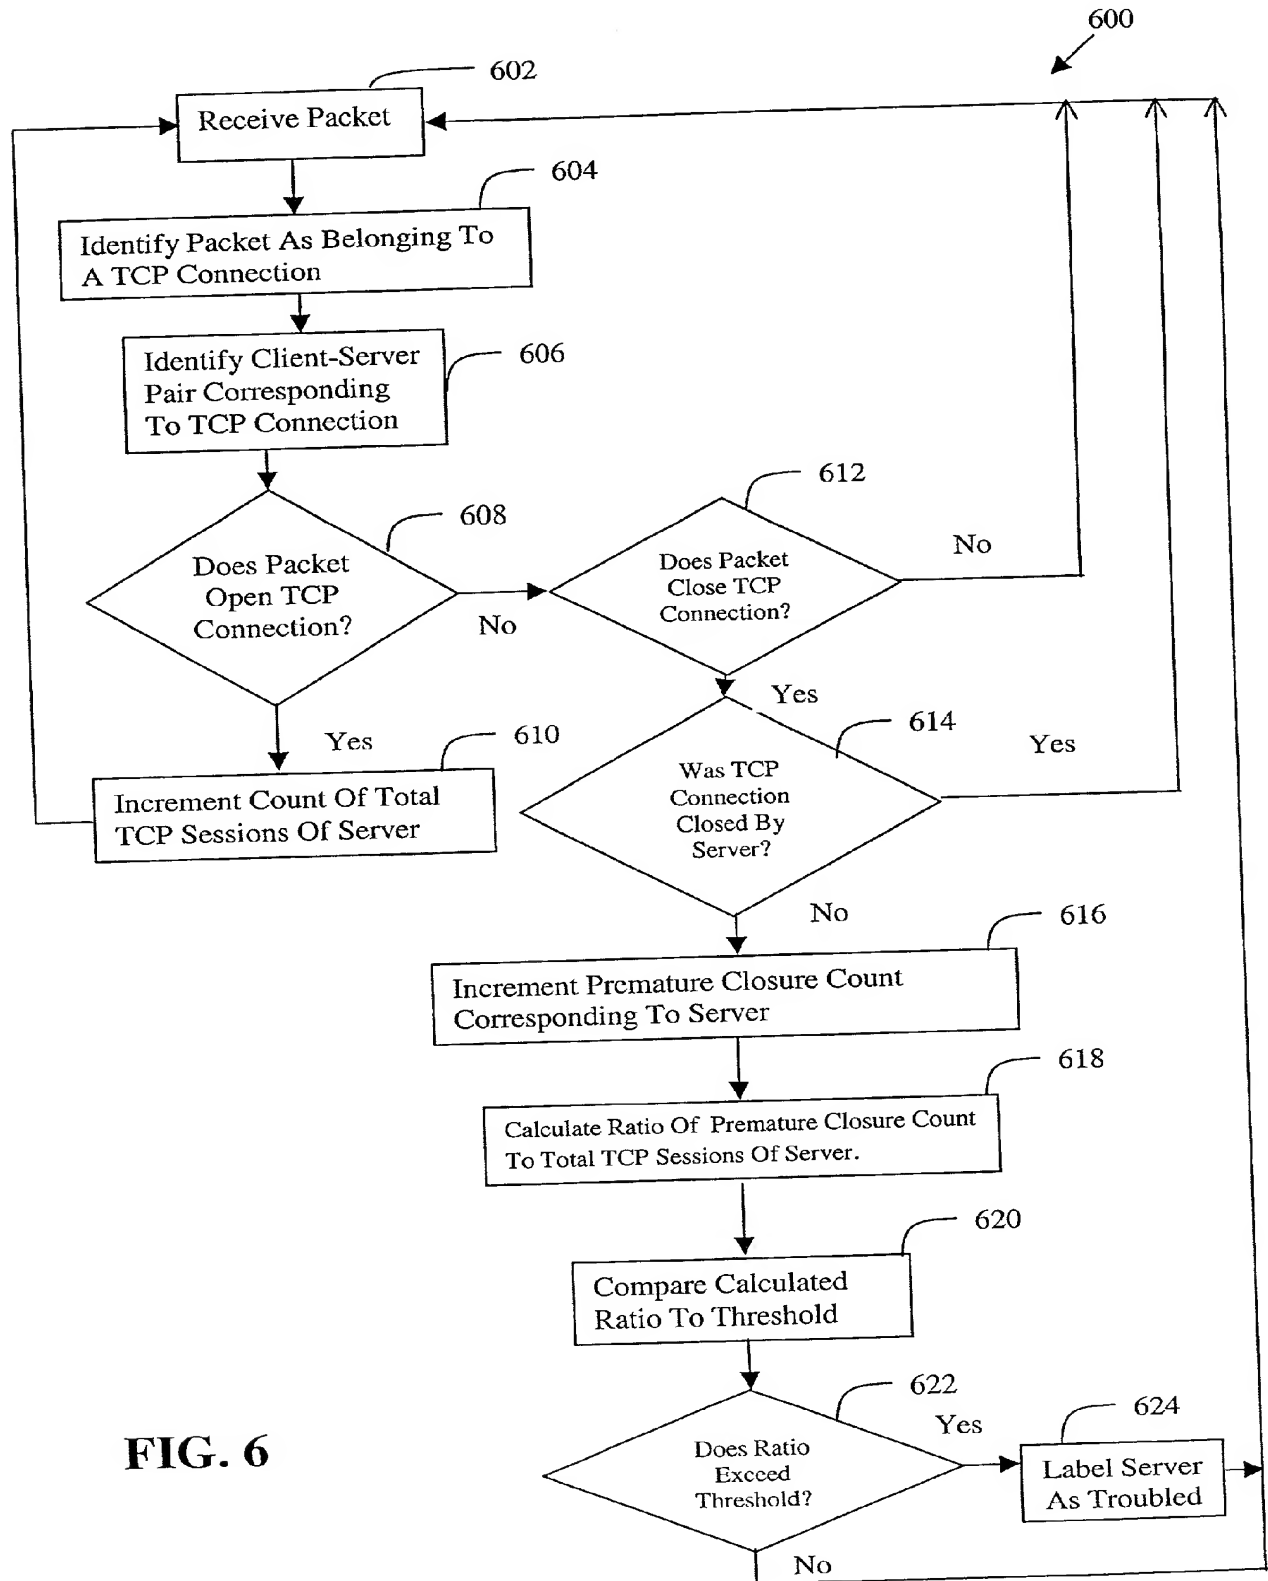 600
602
Receive Packet
604
Identify Packet As Belonging To
A TCP Connection
606
Identify Client-Server
Pair Corresponding
To TCP Connection
608
Does Packet
Open TCP
Connection?
No
612
Does Packet
Close TCP
Connection?
No
Yes
Yes
610
Increment Count Of Total
TCP Sessions Of Server
614
Was TCP
Connection
Closed By
Server?
Yes
No
616
Increment Premature Closure Count
Corresponding To Server
618
Calculate Ratio Of Premature Closure Count
To Total TCP Sessions Of Server.
620
Compare Calculated
Ratio To Threshold
622
Does Ratio
Exceed
Threshold?
Yes
624
Label Server
As Troubled
No
FIG. 6